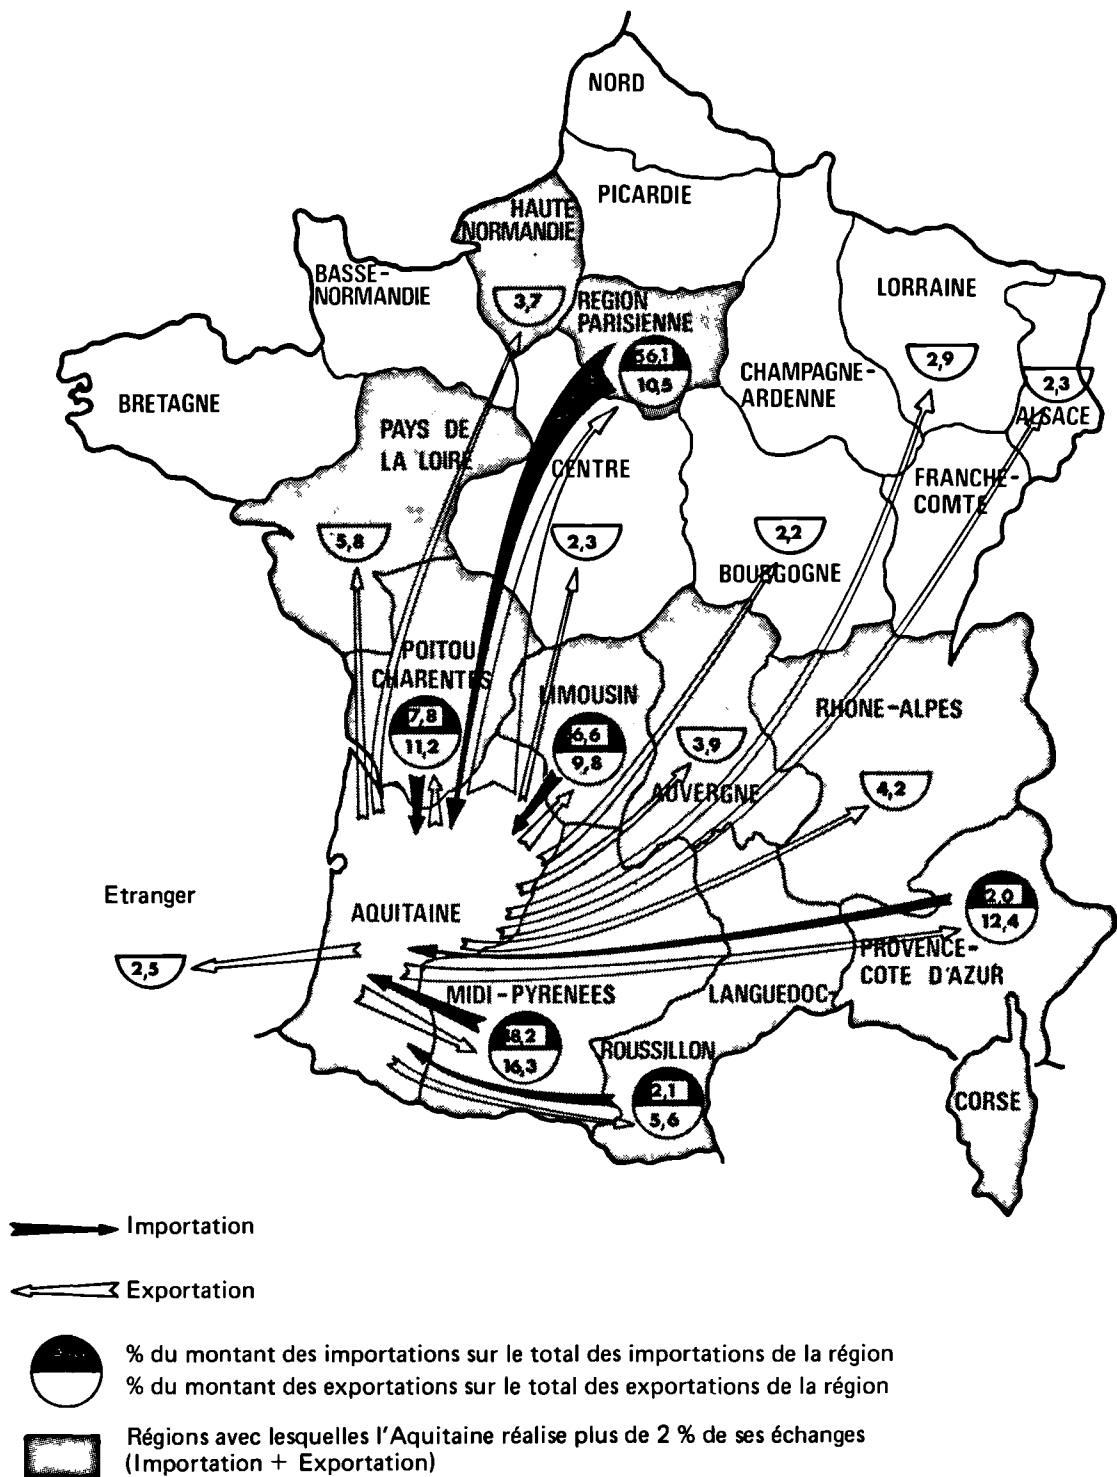 NORD
PICARDIE
HAUTE
NORMANDIE
BASSE-
NORMANDIE
3,7
REGION
PARISIENNE
56,1
10,5
LORRAINE
2,9
CHAMPAGNE-
ARDENNE
2,3
ALSACE
BRETAGNE
PAYS DE
LA LOIRE
CENTRE
FRANCHE-
COMTE
5,8
2,3
2,2
BOURGOGNE
POITOU
CHARENTES
7,8
11,2
LIMOUSIN
6,6
9,8
3,9
AUVERGNE
RHONE-ALPES
4,2
Etranger
2,5
AQUITAINE
2,0
12,4
PROVENCE-
COTE D'AZUR
MIDI-PYRENEES
LANGUEDOC-
18,2
16,3
ROUSSILLON
2,1
5,6
CORSE
Importation
Exportation
% du montant des importations sur le total des importations de la région
% du montant des exportations sur le total des exportations de la région
Régions avec lesquelles l'Aquitaine réalise plus de 2 % de ses échanges
(Importation + Exportation)